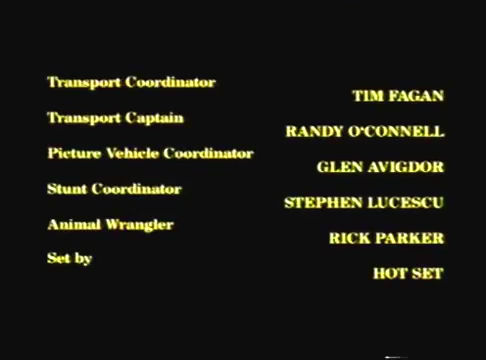 Transport Coordinator
TIM FAGAN
Transport Captain
RANDY O'CONNELL
Picture Vehicle Coordinator
GLEN AVIGDOR
Stunt Coordinator
STEPHEN LUCESCU
Animal Wrangler
RICK PARKER
Set by
HOT SET